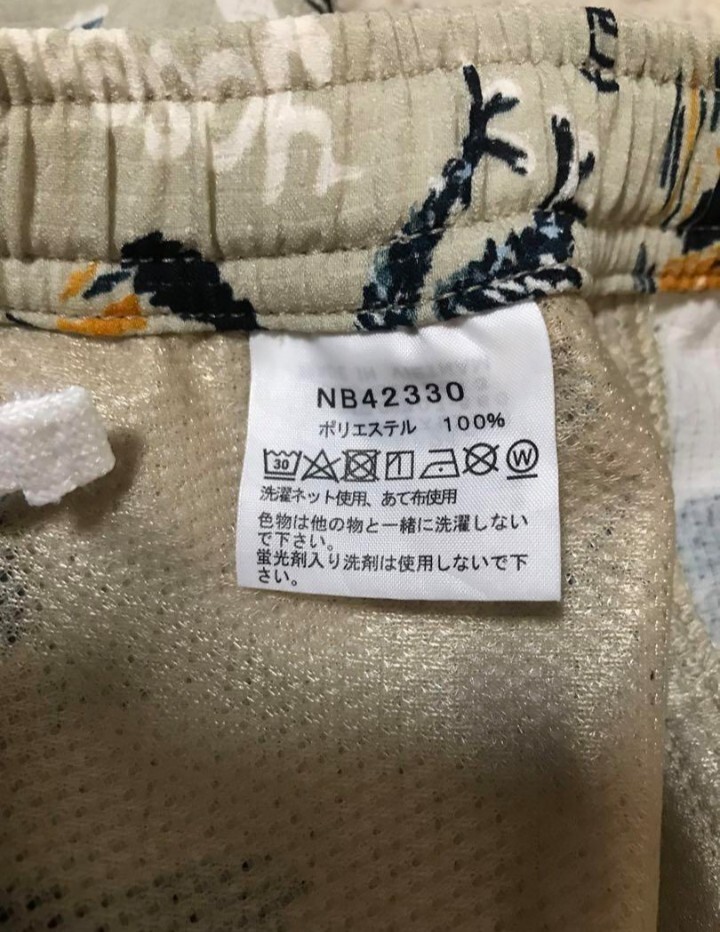 NB42330
ポリエステル 100%
30 W
洗濯ネット使用、あて布使用
色物は他の物と一緒に洗濯しない
で下さい。
蛍光剤入り洗剤は使用しないで下
さい。